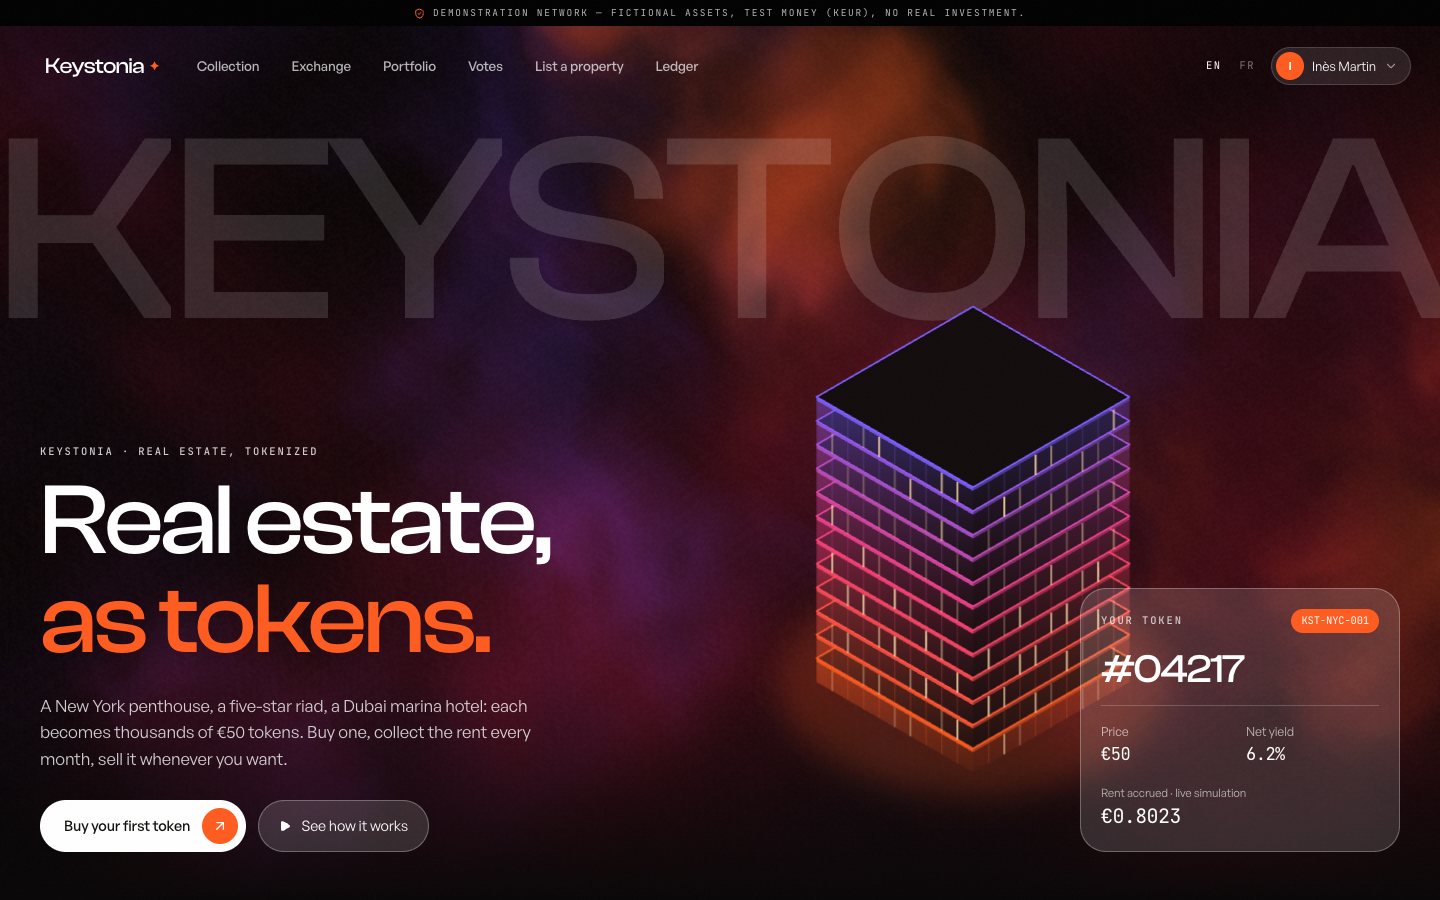 DEMONSTRATION NETWORK — FICTIONAL ASSETS, TEST MONEY (KEUR), NO REAL INVESTMENT.
Keystonia
Collection
Exchange
Portfolio
Votes
List a property
Ledger
EN
FR
I
Inès Martin
KEYSTONIA
KEYSTONIA · REAL ESTATE, TOKENIZED
Real estate,
as tokens.
A New York penthouse, a five-star riad, a Dubai marina hotel: each
becomes thousands of €50 tokens. Buy one, collect the rent every
month, sell it whenever you want.
Buy your first token
See how it works
YOUR TOKEN
KST-NYC-001
#04217
Price
Net yield
€50
6.2%
Rent accrued · live simulation
€0.8023